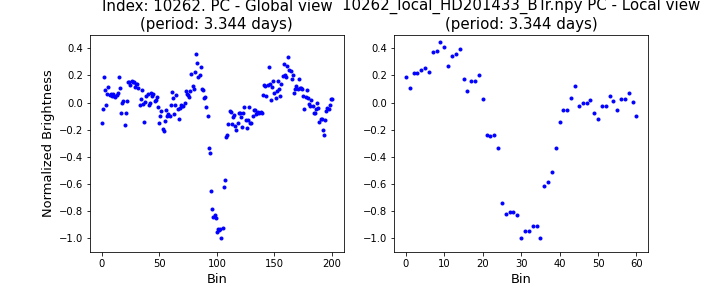 Index: 10262. PC - Global view
(period: 3.344 days)
10262_local_HD201433_BTr.npy PC - Local view
(period: 3.344 days)
Normalized Brightness
0.4
0.2
0.0
−0.2
−0.4
−0.6
−0.8
−1.0
0 50 100 150 200
Bin
0.4
0.2
0.0
−0.2
−0.4
−0.6
−0.8
−1.0
0 10 20 30 40 50 60
Bin